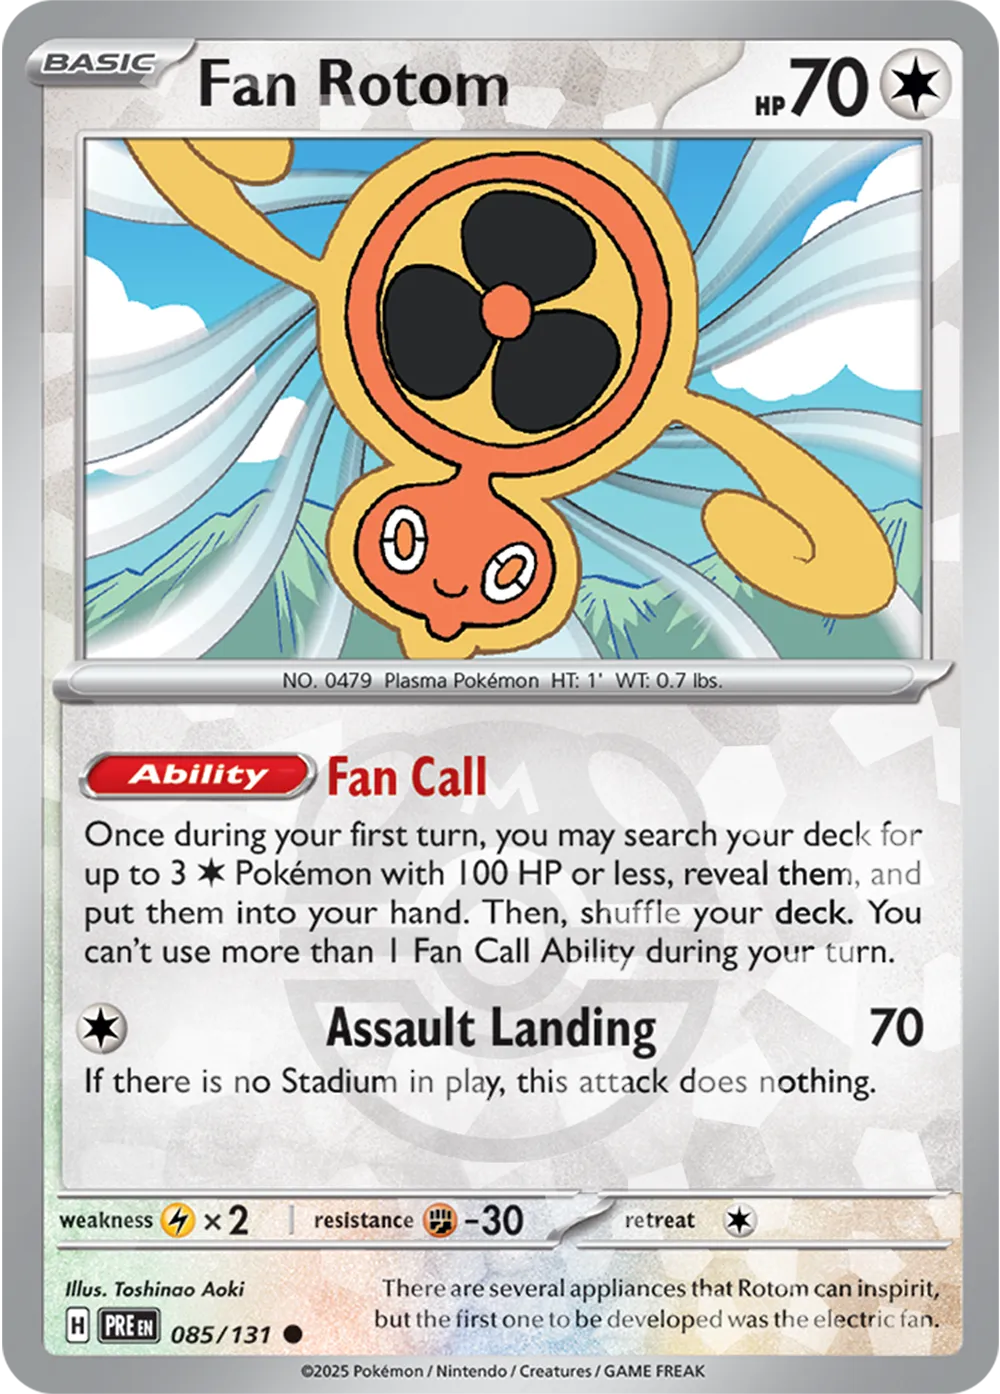 BASIC
Fan Rotom
HP 70
NO. 0479 Plasma Pokémon HT: 1' WT: 0.7 lbs.
Ability Fan Call
Once during your first turn, you may search your deck for
up to 3 Pokémon with 100 HP or less, reveal them, and
put them into your hand. Then, shuffle your deck. You
can't use more than 1 Fan Call Ability during your turn.
Assault Landing 70
If there is no Stadium in play, this attack does nothing.
weakness ×2 resistance -30 retreat
Illus. Toshinao Aoki
There are several appliances that Rotom can inspirit,
but the first one to be developed was the electric fan.
H PRE EN 085/131
©2025 Pokémon / Nintendo / Creatures / GAME FREAK